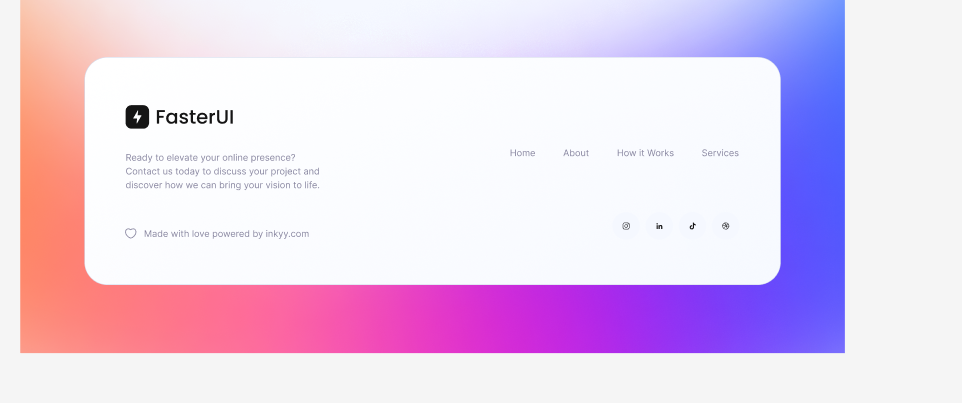 FasterUI
Ready to elevate your online presence?
Contact us today to discuss your project and
discover how we can bring your vision to life.
Home About How it Works Services
Made with love powered by inkyy.com
in